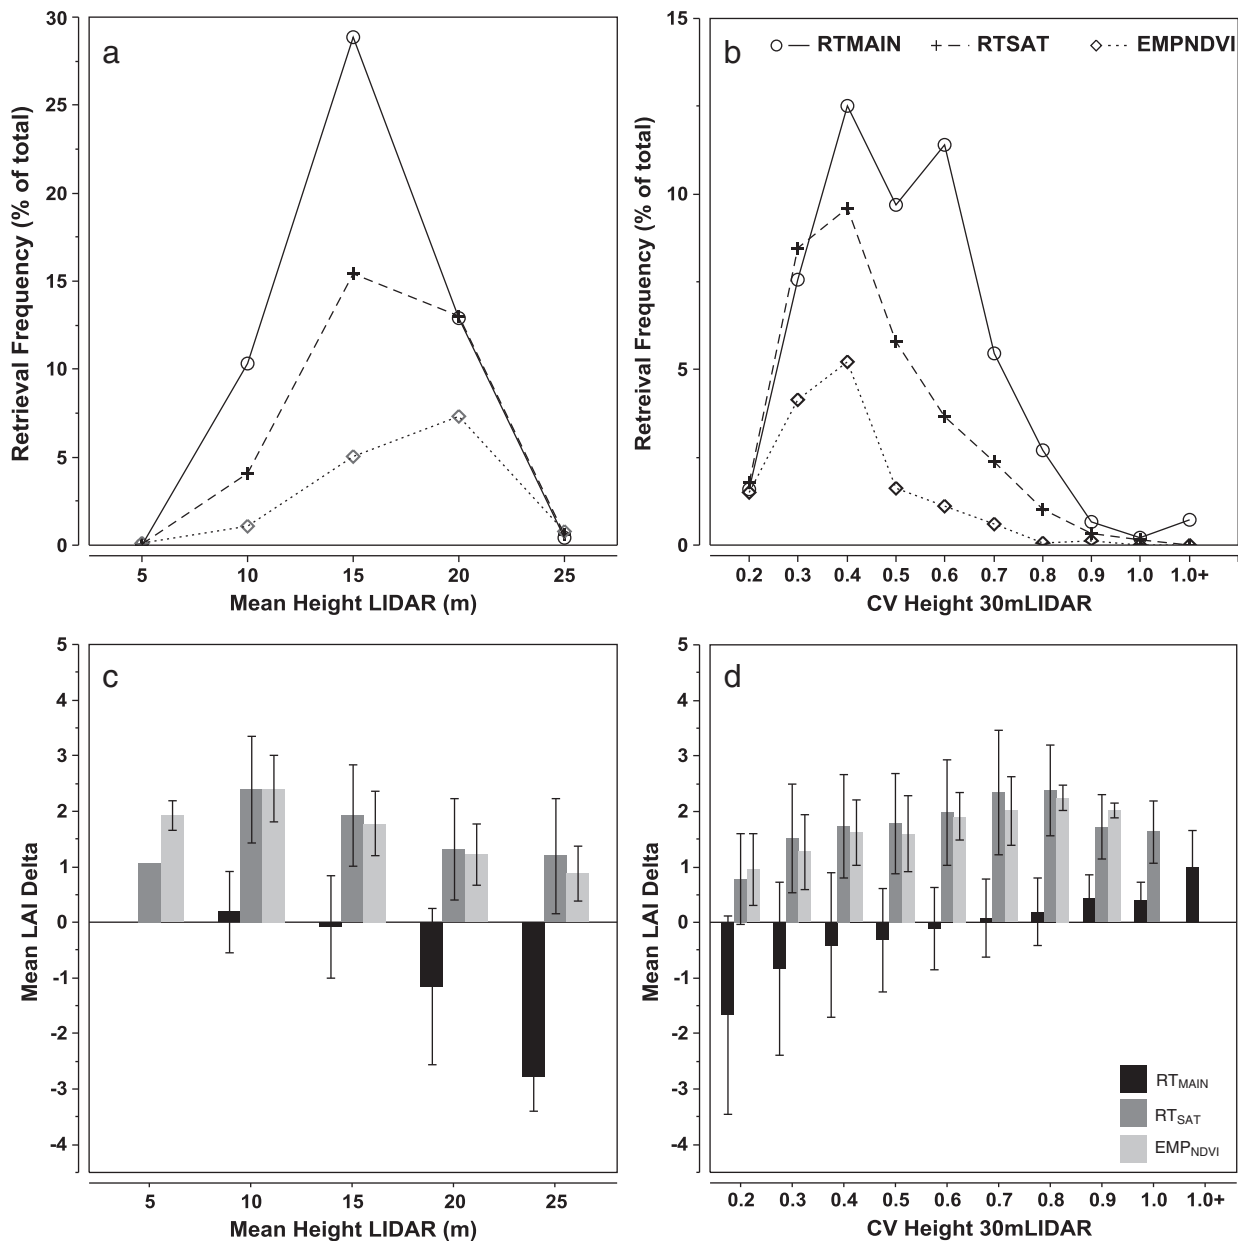 a
30
25
20
15
10
5
0
Retrieval Frequency (% of total)
5 10 15 20 25
Mean Height LIDAR (m)
b
RTMAIN RTSAT EMPNDVI
15
10
5
0
Retreival Frequency (% of total)
0.2 0.3 0.4 0.5 0.6 0.7 0.8 0.9 1.0 1.0+
CV Height 30mLIDAR
c
5
4
3
2
1
0
-1
-2
-3
-4
Mean LAI Delta
5 10 15 20 25
Mean Height LIDAR (m)
d
5
4
3
2
1
0
-1
-2
-3
-4
Mean LAI Delta
RTMAIN
RTSAT
EMPNDVI
0.2 0.3 0.4 0.5 0.6 0.7 0.8 0.9 1.0 1.0+
CV Height 30mLIDAR